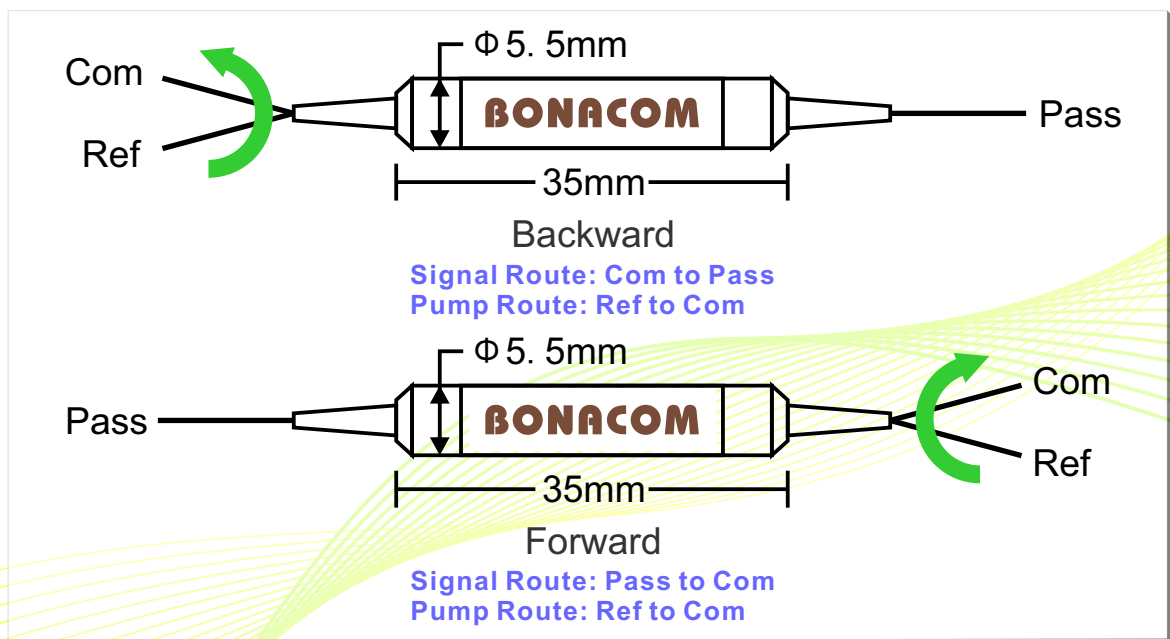 Φ5. 5mm
Com
BONACOM
Pass
Ref
35mm
Backward
Signal Route: Com to Pass
Pump Route: Ref to Com
Φ5. 5mm
Com
Pass
BONACOM
Ref
35mm
Forward
Signal Route: Pass to Com
Pump Route: Ref to Com